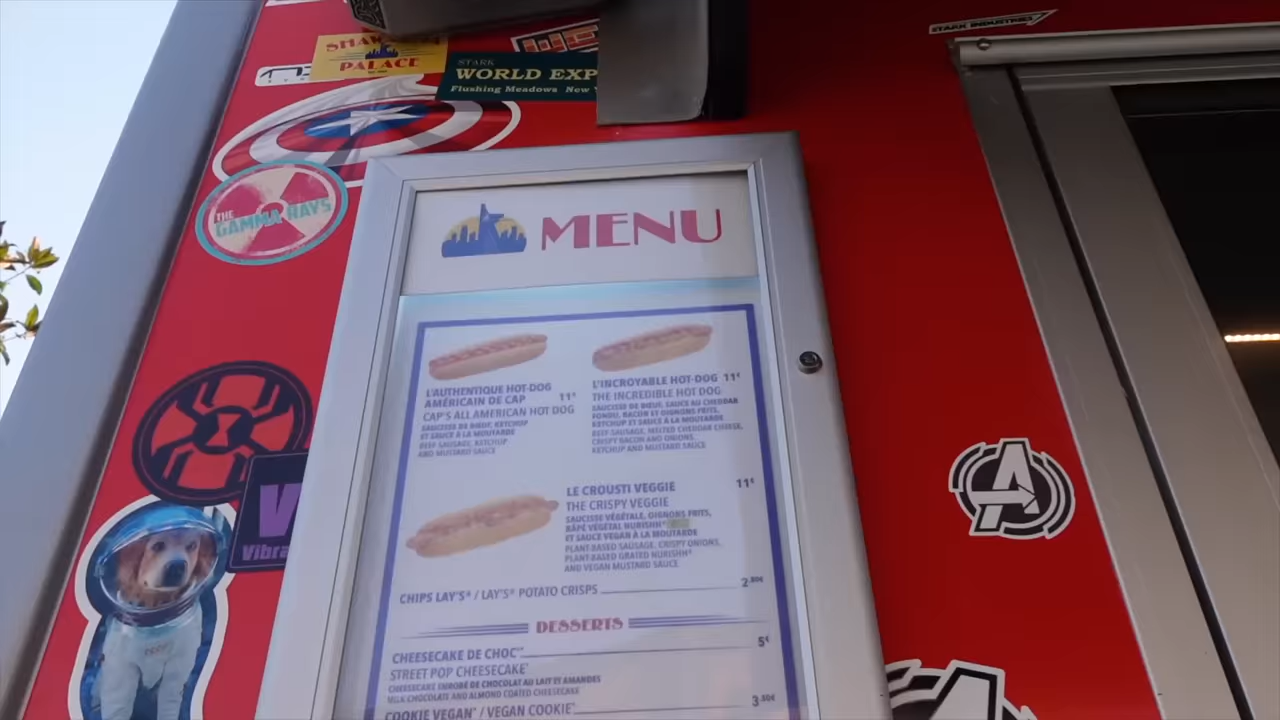 STARK INDUSTRIES
PALACE
STARK
WORLD EXP
Flushing Meadows New
THE
GAMMA RAYS
MENU
L'AUTHENTIQUE HOT-DOG
AMÉRICAIN DE CAP 11€
CAP'S ALL AMERICAN HOT DOG
SAUCISSE DE BŒUF, KETCHUP
ET SAUCE À LA MOUTARDE
BEEF SAUSAGE, KETCHUP
AND MUSTARD SAUCE
L'INCROYABLE HOT-DOG 11€
THE INCREDIBLE HOT DOG
SAUCISSE DE BŒUF, SAUCE AU CHEDDAR
FONDU, BACON ET OIGNONS FRITS,
KETCHUP ET SAUCE À LA MOUTARDE
BEEF SAUSAGE, MELTED CHEDDAR CHEESE,
CRISPY BACON AND ONIONS,
KETCHUP AND MUSTARD SAUCE
LE CROUSTI VEGGIE 11€
THE CRISPY VEGGIE
SAUCISSE VÉGÉTALE, OIGNONS FRITS,
RÂPÉ VÉGÉTAL NURISHH®
ET SAUCE VEGAN À LA MOUTARDE
PLANT-BASED SAUSAGE, CRISPY ONIONS,
PLANT-BASED GRATED NURISHH®
AND VEGAN MUSTARD SAUCE
CHIPS LAY'S® / LAY'S® POTATO CRISPS 2,80€
DESSERTS
CHEESECAKE DE CHOC' 5€
STREET POP CHEESECAKE
CHEESECAKE ENROBÉ DE CHOCOLAT AU LAIT ET AMANDES
MILK CHOCOLATE AND ALMOND COATED CHEESECAKE
COOKIE VEGAN / VEGAN COOKIE 3,80€
V
Vibra
A